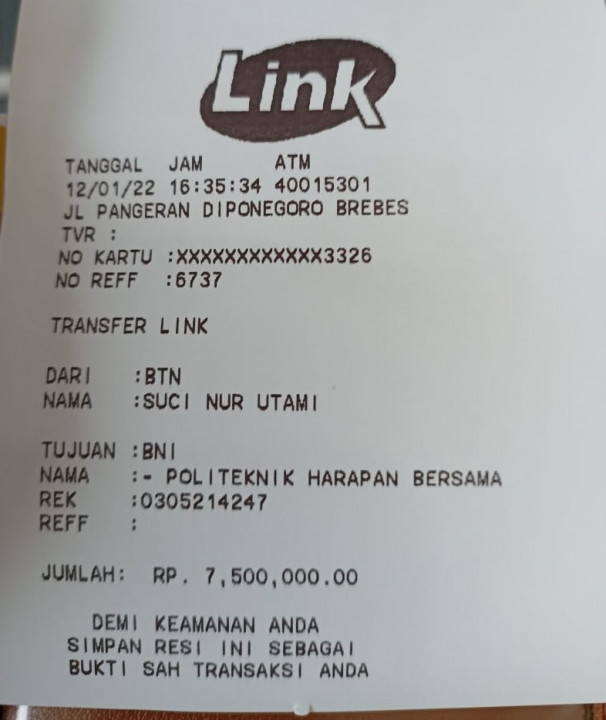 Link
TANGGAL JAM ATM
12/01/22 16:35:34 40015301
JL PANGERAN DIPONEGORO BREBES
TVR :
NO KARTU :XXXXXXXXXXXX3326
NO REFF :6737
TRANSFER LINK
DARI :BTN
NAMA :SUCI NUR UTAMI
TUJUAN :BNI
NAMA :- POLITEKNIK HARAPAN BERSAMA
REK :0305214247
REFF :
JUMLAH: RP. 7,500,000.00
DEMI KEAMANAN ANDA
SIMPAN RESI INI SEBAGAI
BUKTI SAH TRANSAKSI ANDA